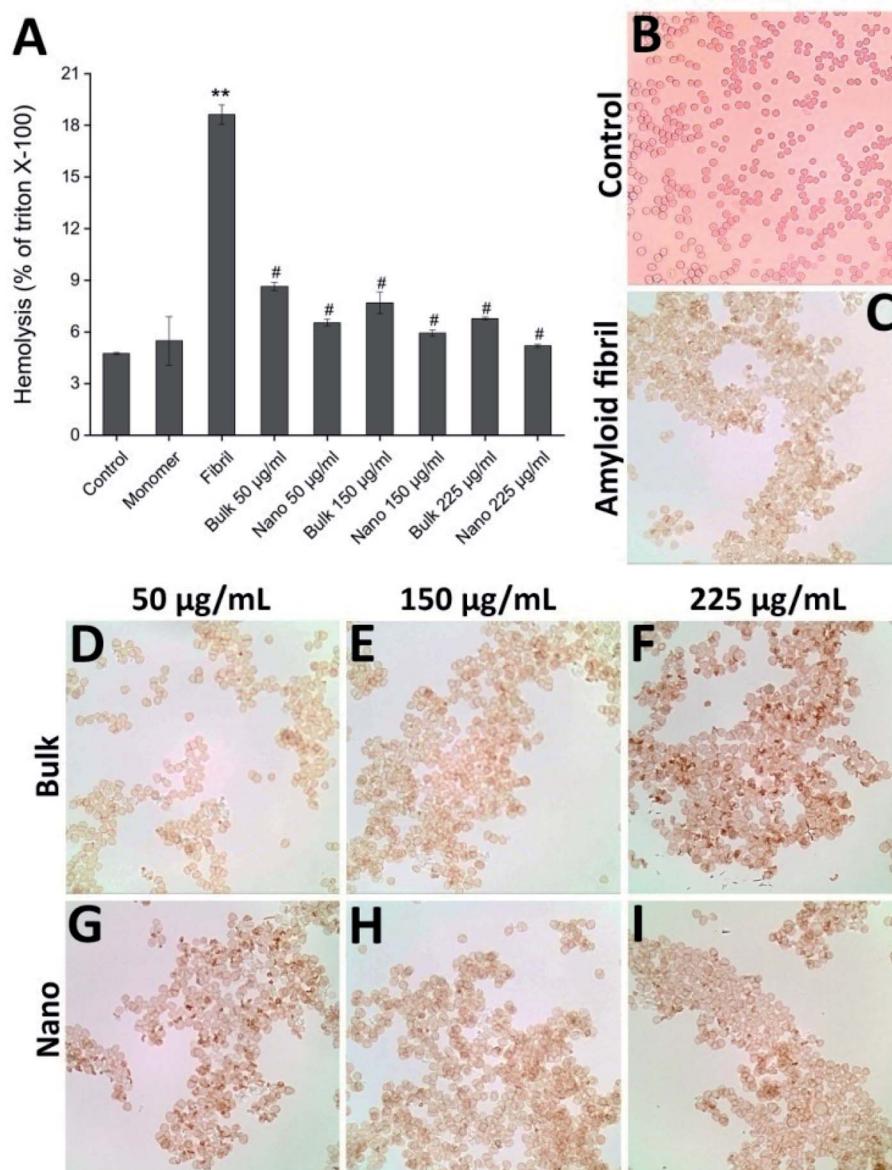 A
Hemolysis (% of triton X-100)
21
18
15
12
9
6
3
0
**
#
#
#
#
#
#
Control
Monomer
Fibril
Bulk 50 µg/ml
Nano 50 µg/ml
Bulk 150 µg/ml
Nano 150 µg/ml
Bulk 225 µg/ml
Nano 225 µg/ml
B
Control
C
Amyloid fibril
50 µg/mL
150 µg/mL
225 µg/mL
Bulk
D
E
F
Nano
G
H
I